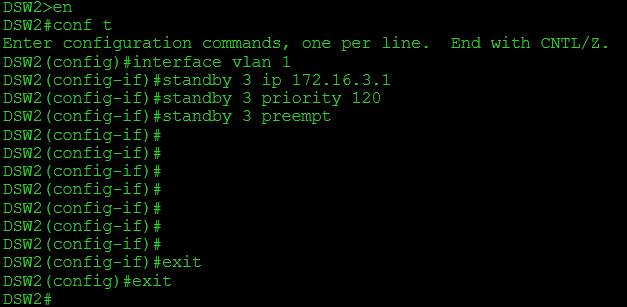 DSW2>en
DSW2#conf t
Enter configuration commands, one per line.  End with CNTL/Z.
DSW2(config)#interface vlan 1
DSW2(config-if)#standby 3 ip 172.16.3.1
DSW2(config-if)#standby 3 priority 120
DSW2(config-if)#standby 3 preempt
DSW2(config-if)#
DSW2(config-if)#
DSW2(config-if)#
DSW2(config-if)#
DSW2(config-if)#
DSW2(config-if)#
DSW2(config-if)#
DSW2(config-if)#exit
DSW2(config)#exit
DSW2#